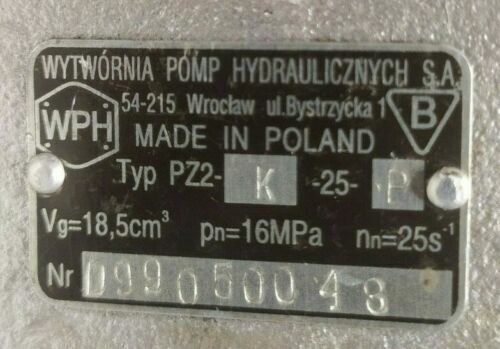 WYTWÓRNIA POMP HYDRAULICZNYCH S.A
WPH
54-215 Wrocław ul.Bystrzycka 1
B
MADE IN POLAND
Typ PZ2- K -25- P
Vg=18,5cm³ pn=16MPa nn=25s⁻¹
Nr D99050048